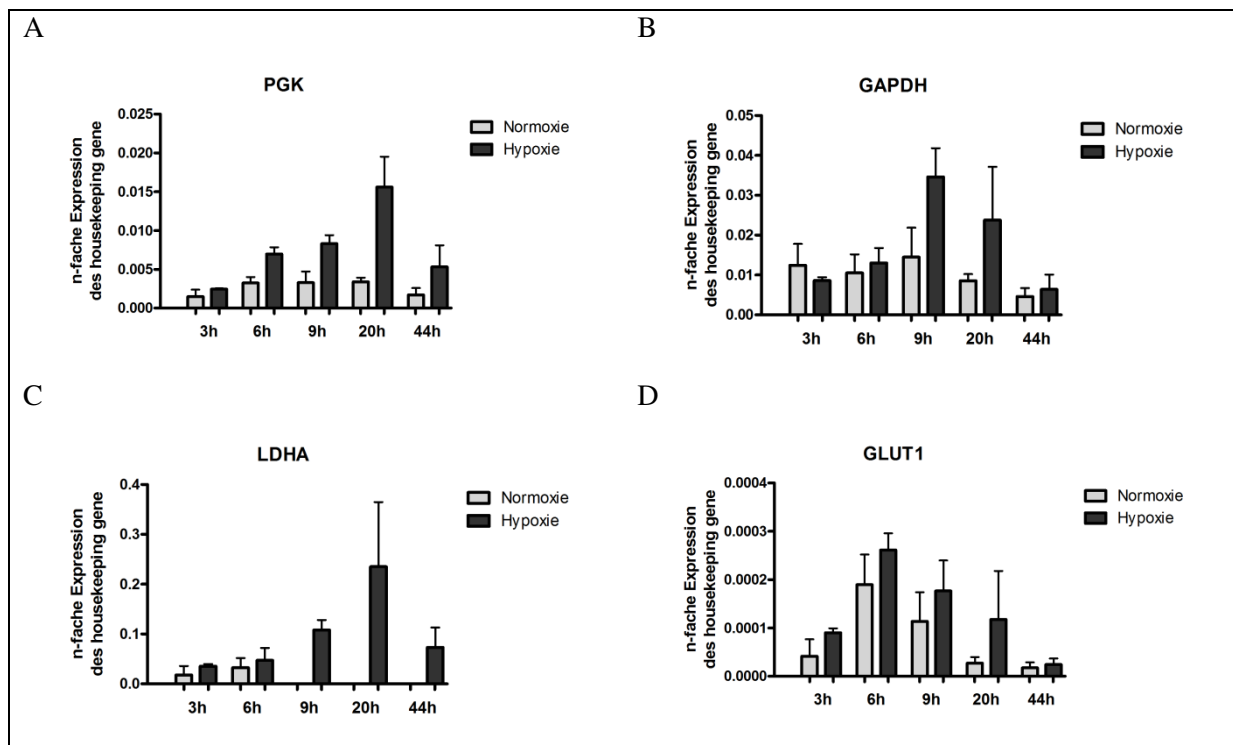 A
PGK
n-fache Expression
des housekeeping gene
0.025
0.020
0.015
0.010
0.005
0.000
3h 6h 9h 20h 44h
Normoxie
Hypoxie
B
GAPDH
n-fache Expression
des housekeeping gene
0.05
0.04
0.03
0.02
0.01
0.00
3h 6h 9h 20h 44h
Normoxie
Hypoxie
C
LDHA
n-fache Expression
des housekeeping gene
0.4
0.3
0.2
0.1
0.0
3h 6h 9h 20h 44h
Normoxie
Hypoxie
D
GLUT1
n-fache Expression
des housekeeping gene
0.0004
0.0003
0.0002
0.0001
0.0000
3h 6h 9h 20h 44h
Normoxie
Hypoxie